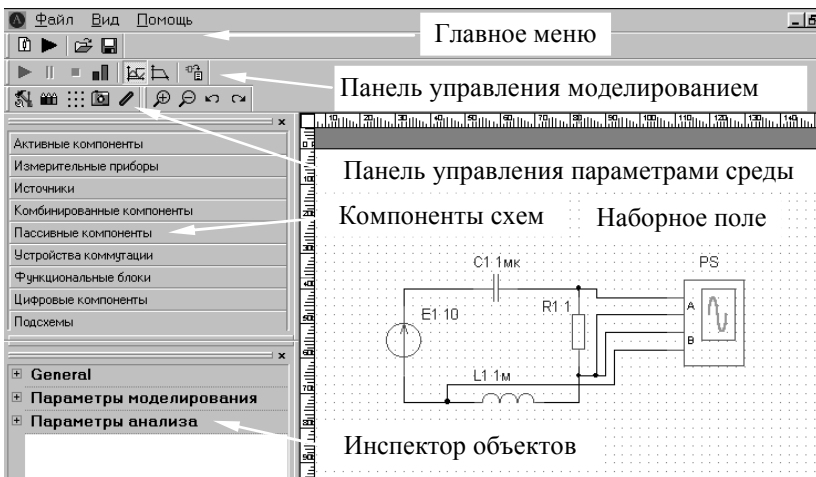 Файл Вид Помощь
Главное меню
Панель управления моделированием
Активные компоненты
Измерительные приборы
Источники
Комбинированные компоненты
Пассивные компоненты
Устройства коммутации
Функциональные блоки
Цифровые компоненты
Подсхемы
Панель управления параметрами среды
Компоненты схем
Наборное поле
C1 1мк
PS
E1 10
R1 1
A
B
L1 1м
General
Параметры моделирования
Параметры анализа
Инспектор объектов